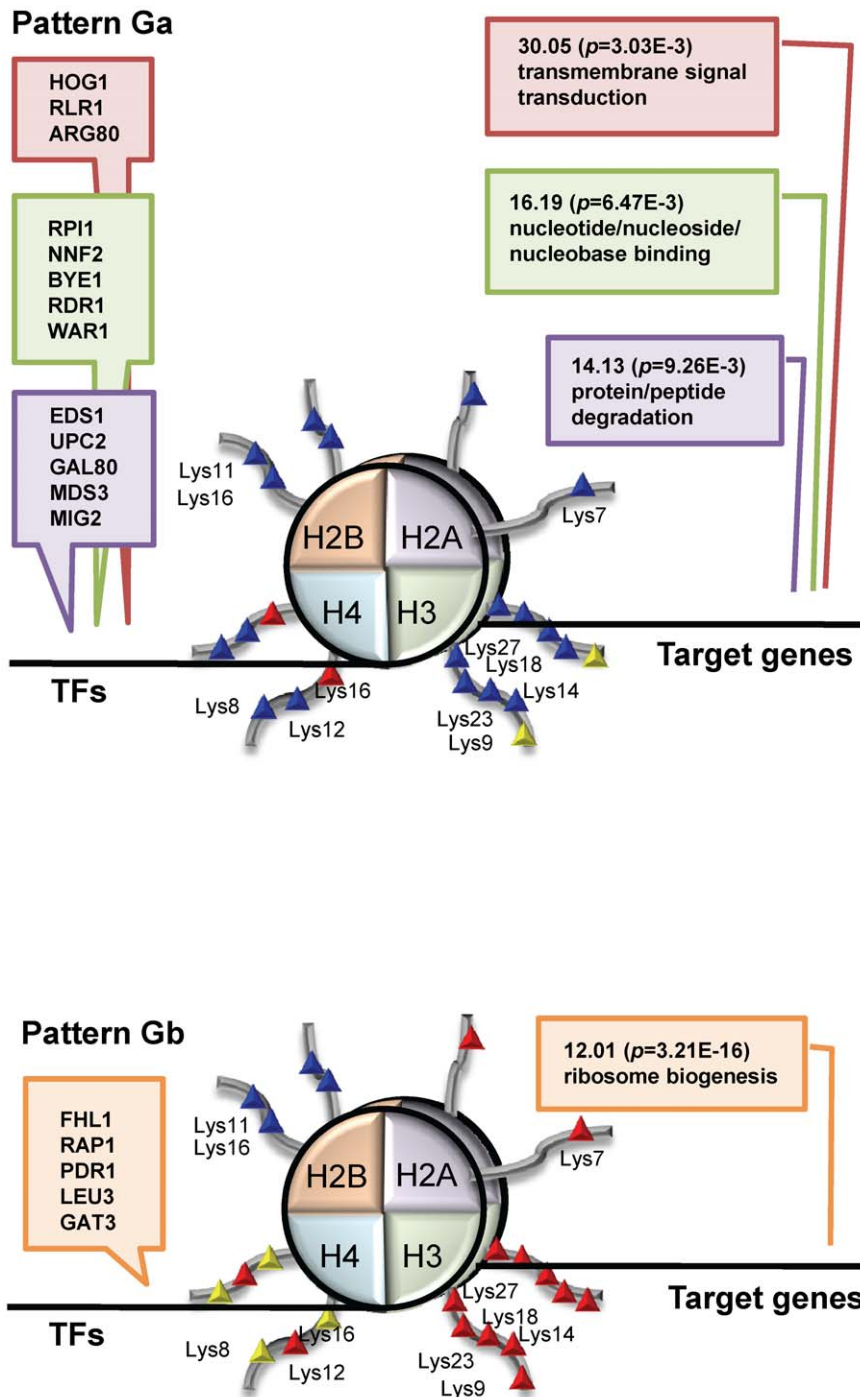 Pattern Ga
HOG1
RLR1
ARG80
30.05 (p=3.03E-3)
transmembrane signal
transduction
RPI1
NNF2
BYE1
RDR1
WAR1
16.19 (p=6.47E-3)
nucleotide/nucleoside/
nucleobase binding
EDS1
UPC2
GAL80
MDS3
MIG2
14.13 (p=9.26E-3)
protein/peptide
degradation
Lys11
Lys16
Lys7
H2B
H2A
H4
H3
Lys27
Lys18
Lys14
Lys23
Lys9
Lys16
Lys8
Lys12
TFs
Target genes
Pattern Gb
FHL1
RAP1
PDR1
LEU3
GAT3
12.01 (p=3.21E-16)
ribosome biogenesis
Lys11
Lys16
Lys7
H2B
H2A
H4
H3
Lys27
Lys18
Lys14
Lys23
Lys9
Lys16
Lys8
Lys12
TFs
Target genes